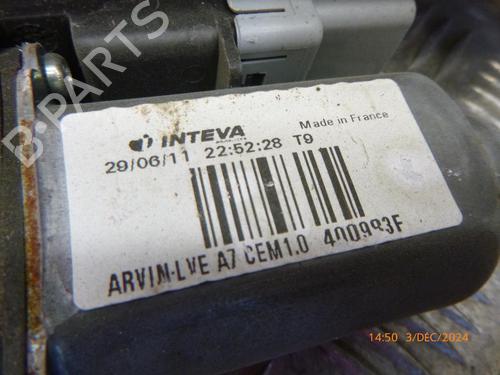 B-PARTS
INTEVA
Made in France
29/06/11 22:52:28 T9
ARVIN-LVE A7 CEM1.0 400983F
14:50 3/DEC/2024